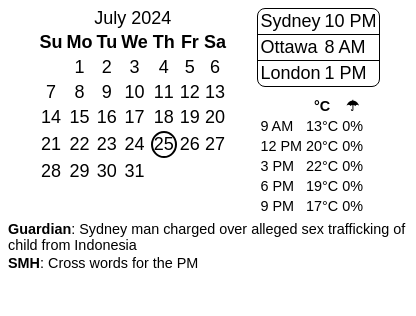 July 2024
Su Mo Tu We Th Fr Sa
1 2 3 4 5 6
7 8 9 10 11 12 13
14 15 16 17 18 19 20
21 22 23 24 25 26 27
28 29 30 31
Sydney 10 PM
Ottawa 8 AM
London 1 PM
°C ☂
9 AM 13°C 0%
12 PM 20°C 0%
3 PM 22°C 0%
6 PM 19°C 0%
9 PM 17°C 0%
Guardian: Sydney man charged over alleged sex trafficking of
child from Indonesia
SMH: Cross words for the PM